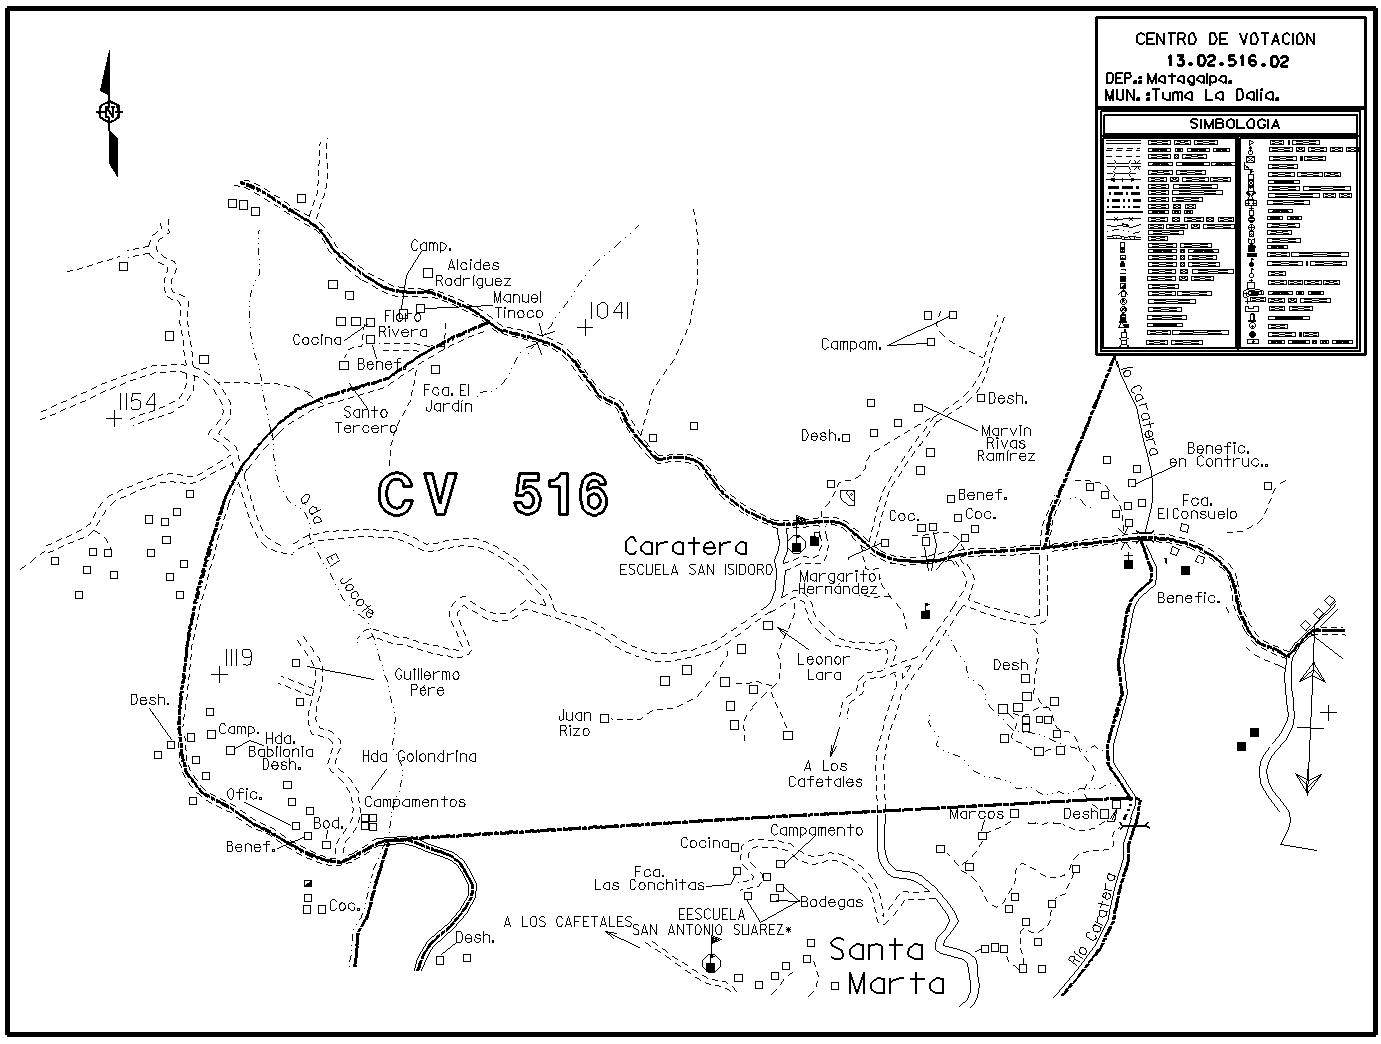 CENTRO DE VOTACION
13.02.516.02
DEP.: Matagalpa.
MUN. :Tuma La Dalia.
SIMBOLOGIA
N
Camp.
Alcides
Rodríguez
Manuel
Tinoco
Floro
Rivera
Cocina
Benef.
1041
Campam.
Fca. El
Jardín
Santo
Tercero
1154
Río Caratera
Desh.
Marvin
Rivas
Ramírez
Desh.
Benefic.
en Contruc..
CV 516
Oda El Jocote
Benef.
Coc.
Coc.
Fca.
El Consuelo
Caratera
ESCUELA SAN ISIDORO
Margarito
Hernández
Benefic.
1119
Guillermo
Pére
Leonor
Lara
Desh
Desh.
Juan
Rizo
Camp.
Hda.
Babilonia
Desh.
Hda Golondrina
A Los
Cafetales
Ofic.
Campamentos
Bod.
Benef.
Marcos
Desh
Campamento
Cocina
Fca.
Las Conchitas
Bodegas
Coc.
EESCUELA
SAN ANTONIO SUAREZ*
A LOS CAFETALES
Desh.
Santa
Marta
Río Caratera